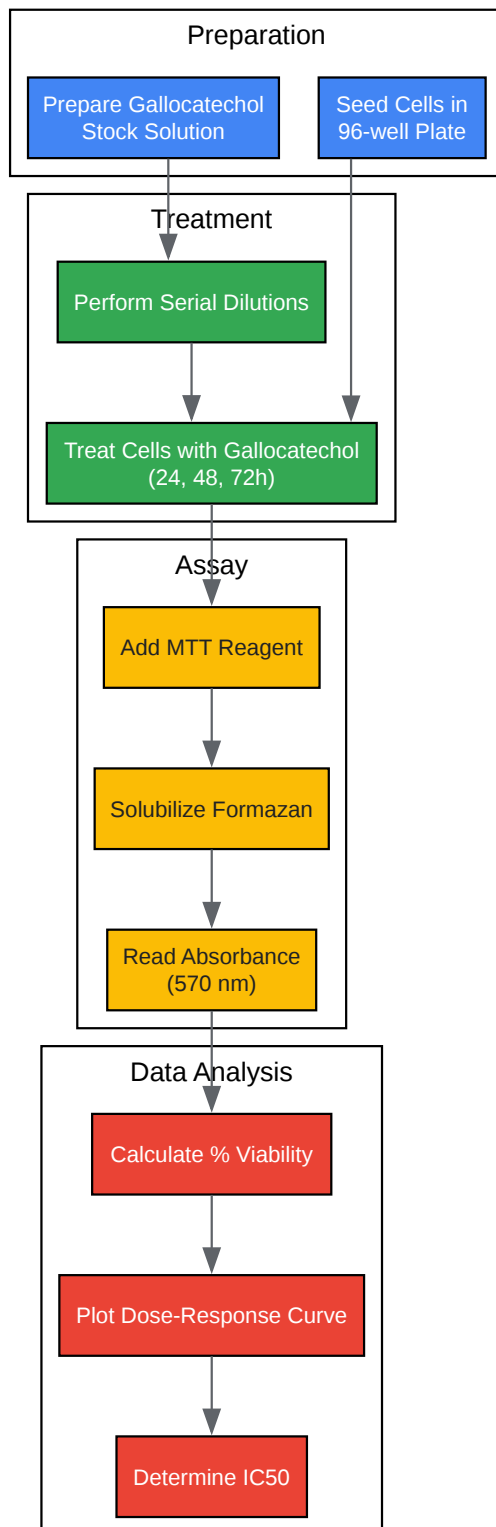 Preparation
Prepare Gallocatechol
Stock Solution
Seed Cells in
96-well Plate
Treatment
Perform Serial Dilutions
Treat Cells with Gallocatechol
(24, 48, 72h)
Assay
Add MTT Reagent
Solubilize Formazan
Read Absorbance
(570 nm)
Data Analysis
Calculate % Viability
Plot Dose-Response Curve
Determine IC50